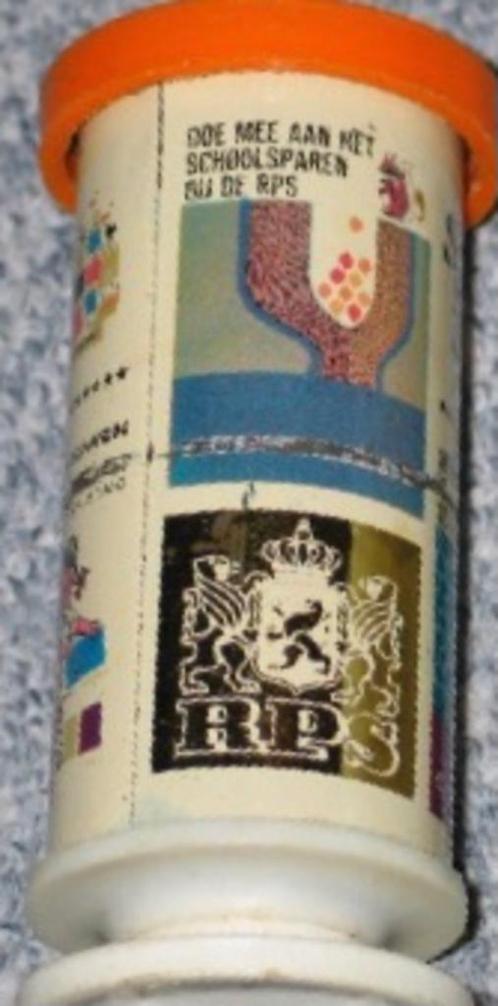 DOE MEE AAN HET
SCHOOLSPAREN
BIJ DE RPS
RPS